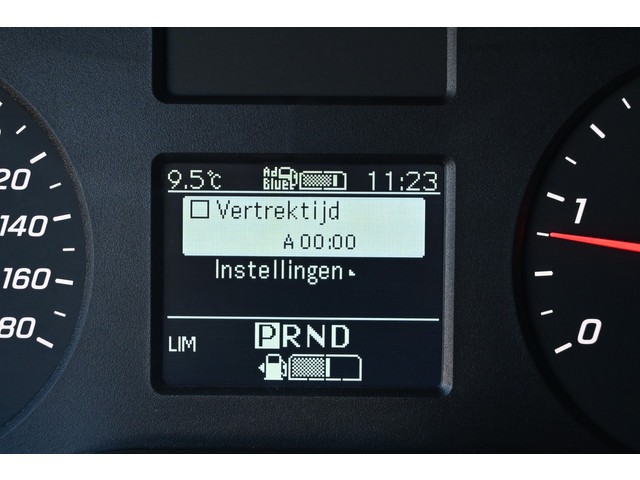 9.5°c Ad Blue 11:23
Vertrektijd
A 00:00
Instellingen
LIM PRND
20
140
160
80
1
0